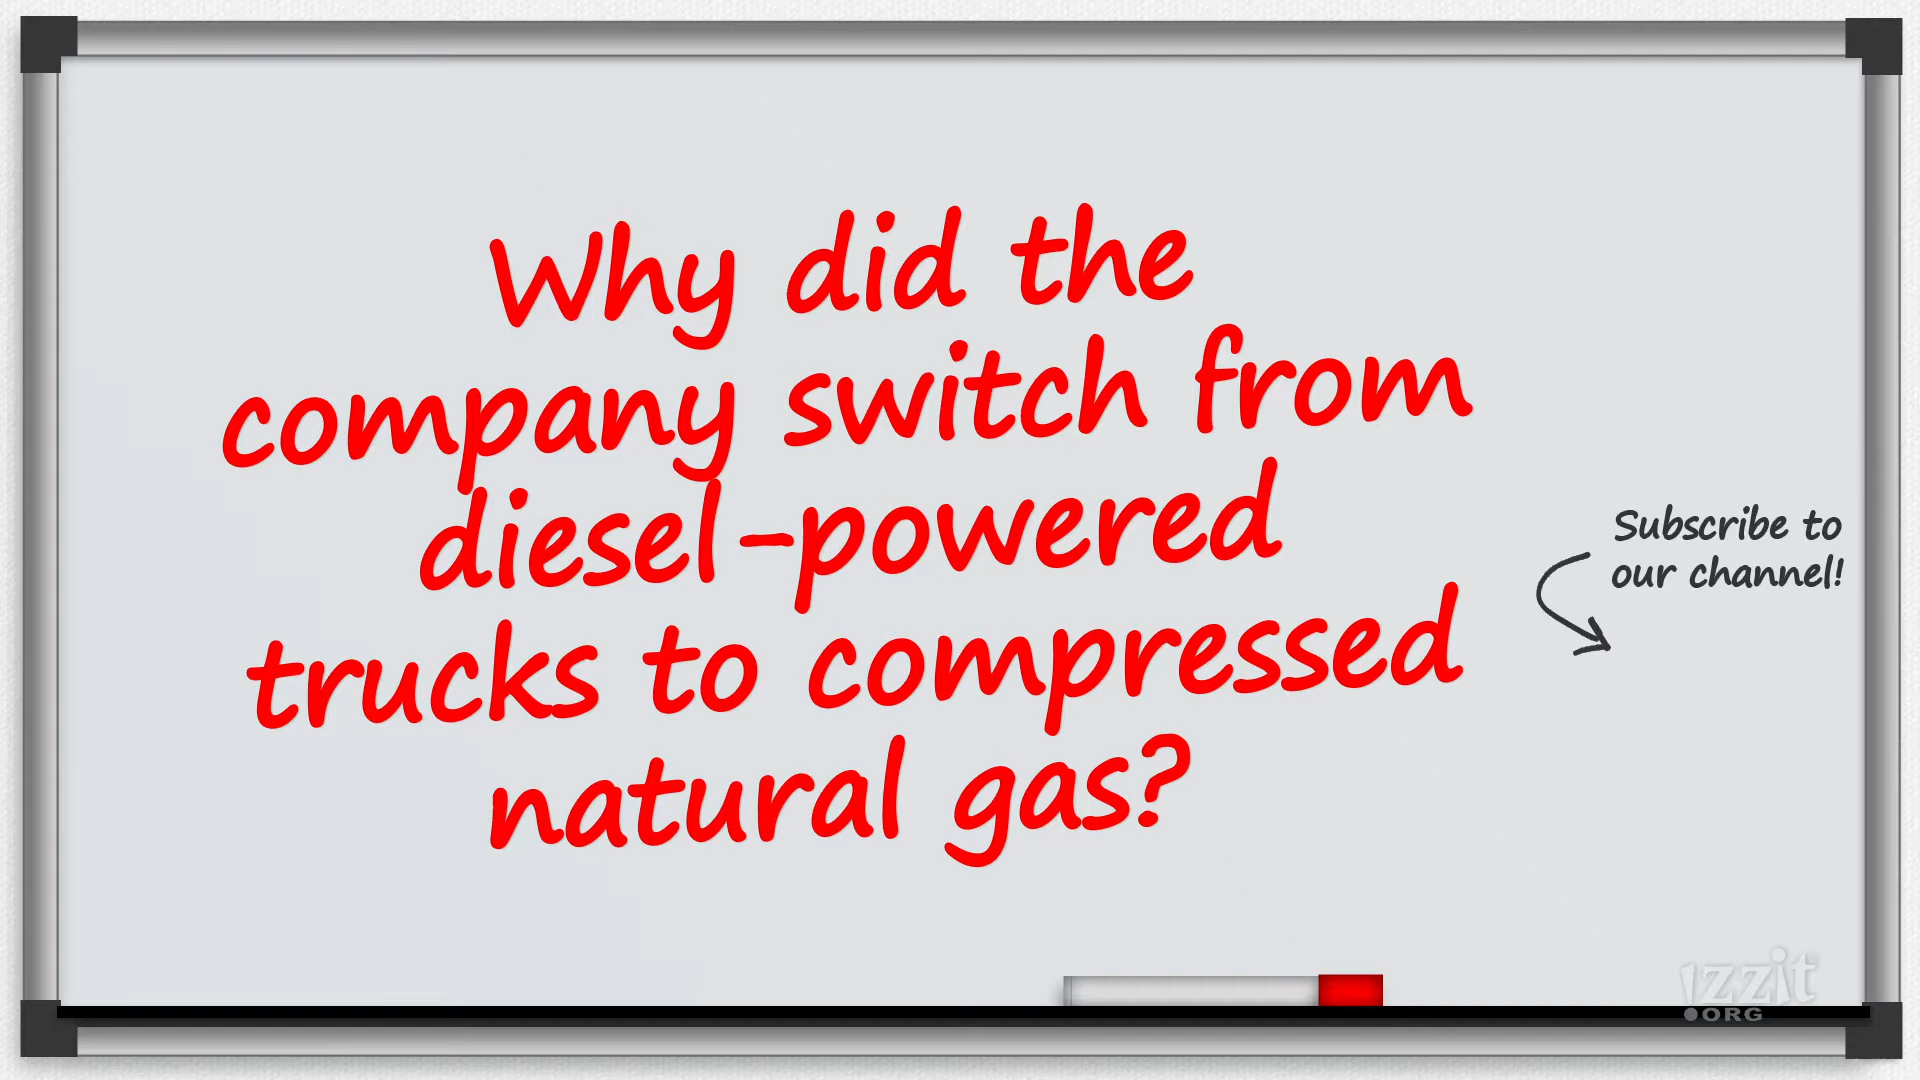 Why did the
company switch from
diesel-powered
trucks to compressed
natural gas?
Subscribe to
our channel!
izzit
.ORG